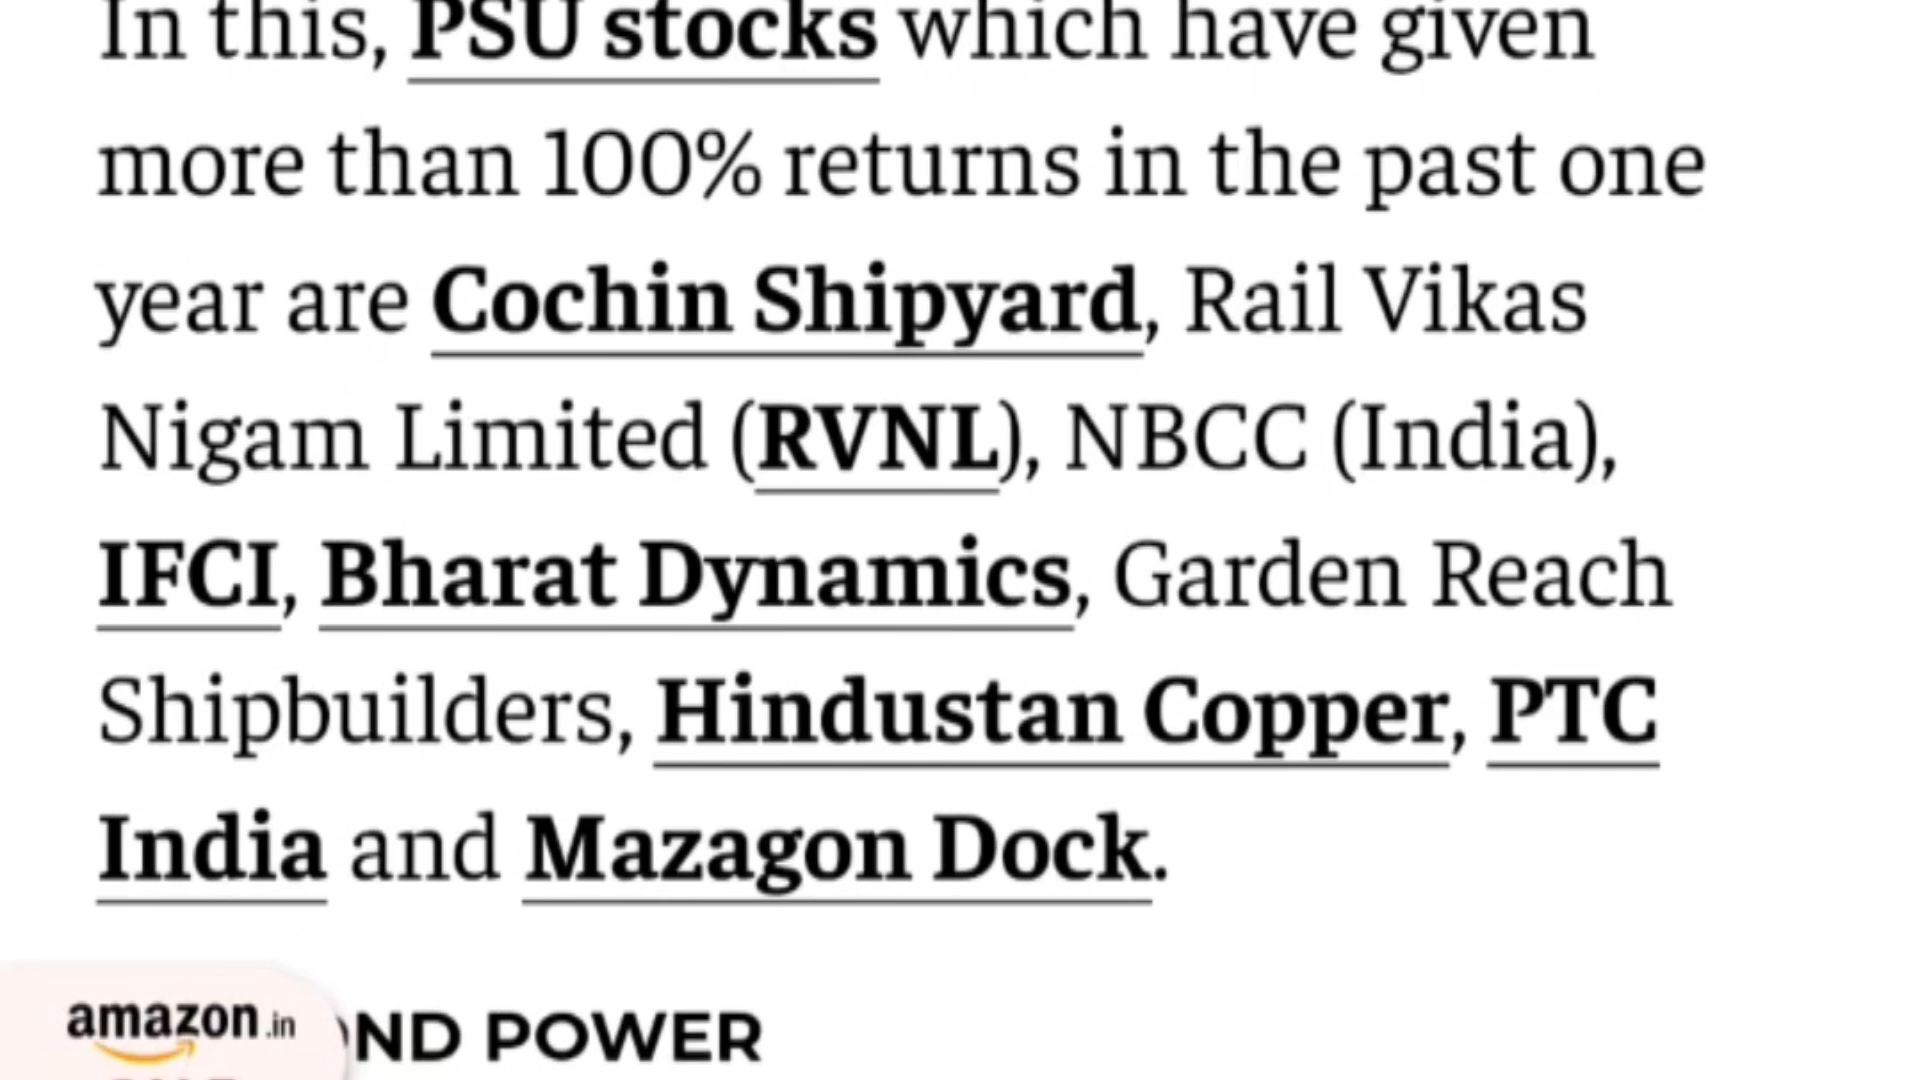 In this, PSU stocks which have given
more than 100% returns in the past one
year are Cochin Shipyard, Rail Vikas
Nigam Limited (RVNL), NBCC (India),
IFCI, Bharat Dynamics, Garden Reach
Shipbuilders, Hindustan Copper, PTC
India and Mazagon Dock.
amazon.in
ND POWER